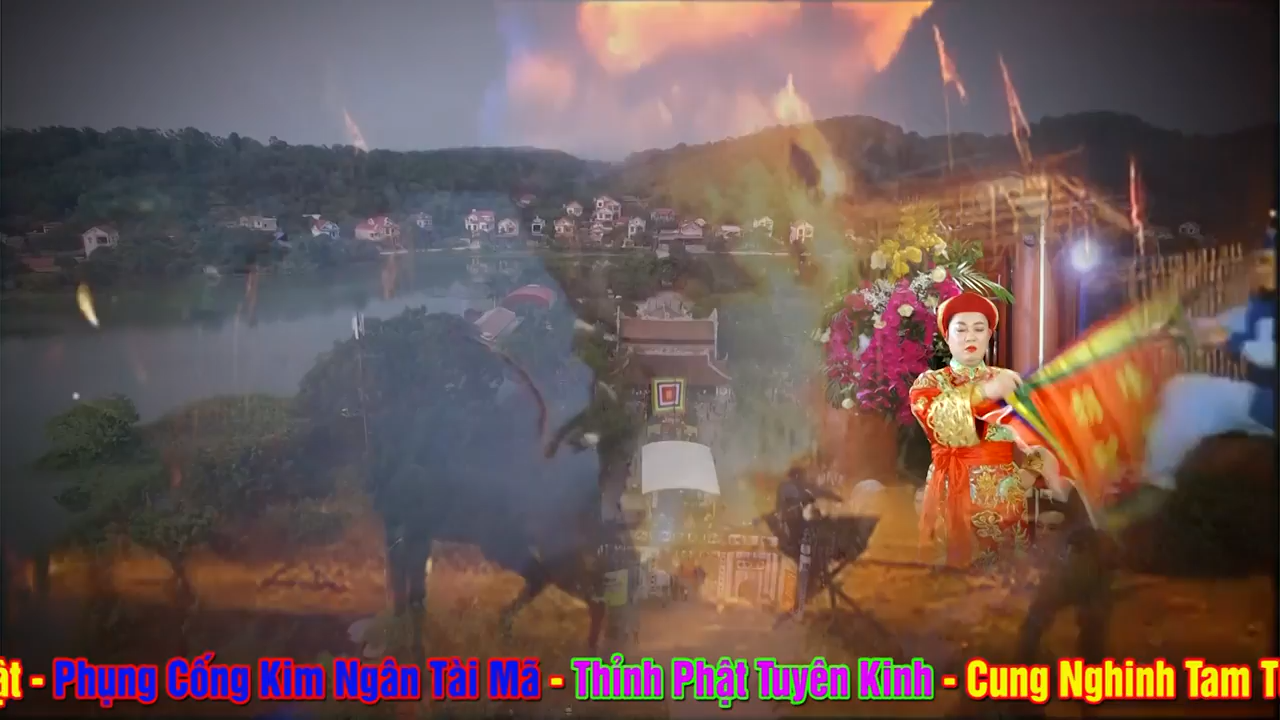 - Phụng Cống Kim Ngân Tài Mã - Thỉnh Phật Tuyên Kinh - Cung Nghinh Tam